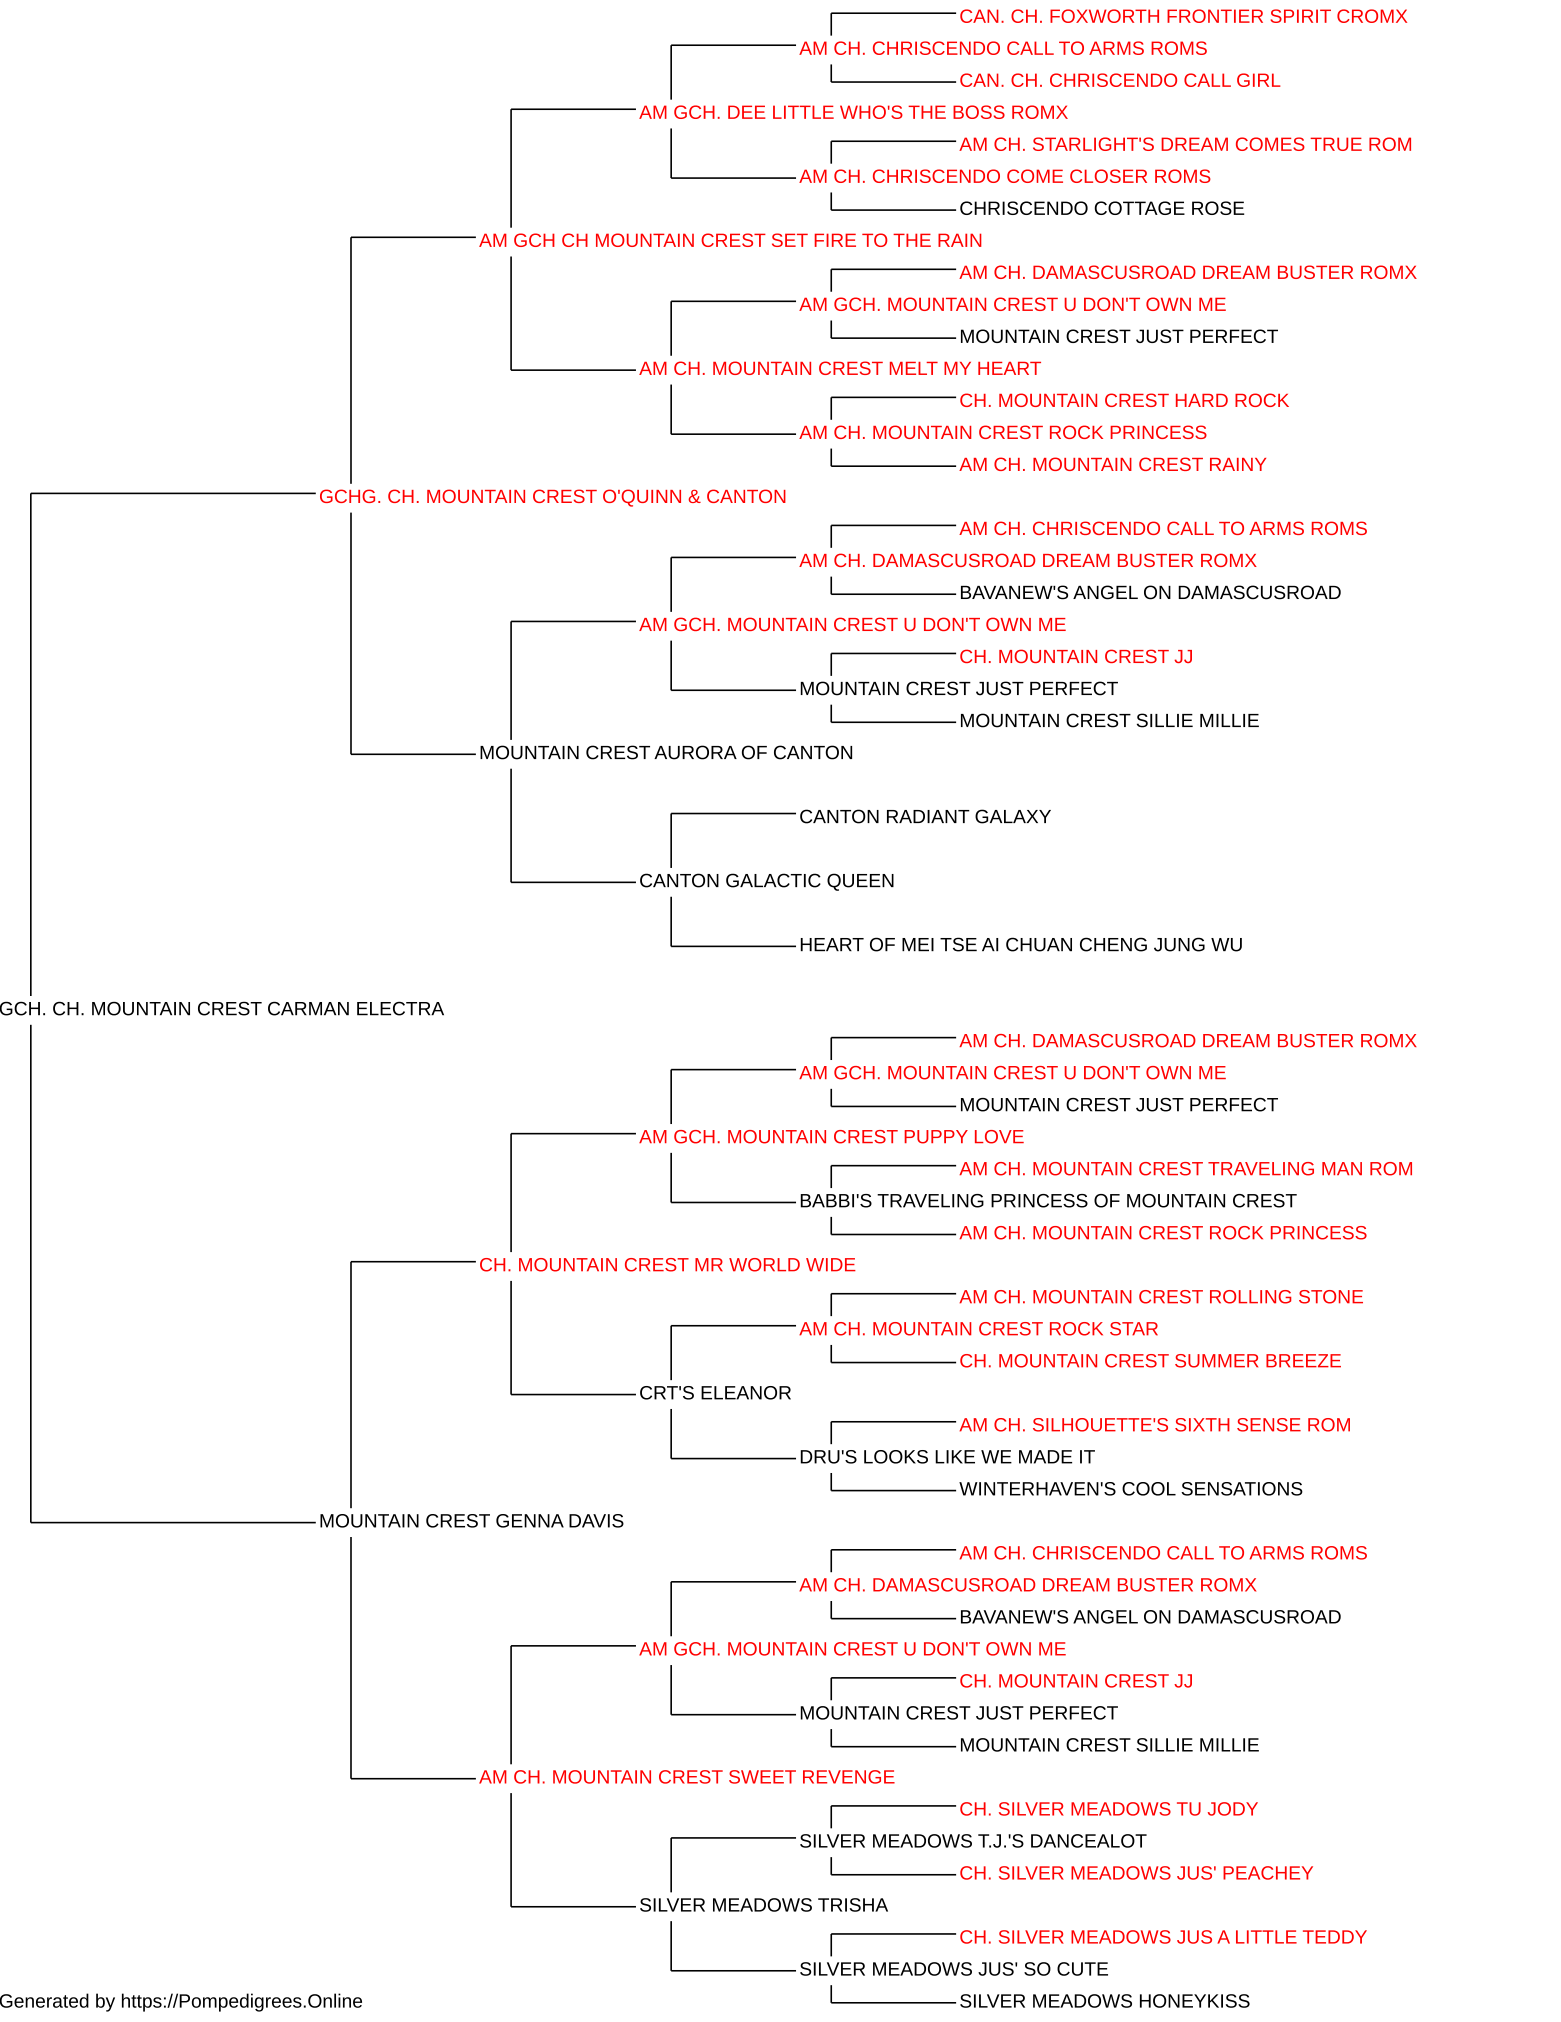 CAN. CH. FOXWORTH FRONTIER SPIRIT CROMX
AM CH. CHRISCENDO CALL TO ARMS ROMS
CAN. CH. CHRISCENDO CALL GIRL
AM GCH. DEE LITTLE WHO'S THE BOSS ROMX
AM CH. STARLIGHT'S DREAM COMES TRUE ROM
AM CH. CHRISCENDO COME CLOSER ROMS
CHRISCENDO COTTAGE ROSE
AM GCH CH MOUNTAIN CREST SET FIRE TO THE RAIN
AM CH. DAMASCUSROAD DREAM BUSTER ROMX
AM GCH. MOUNTAIN CREST U DON'T OWN ME
MOUNTAIN CREST JUST PERFECT
AM CH. MOUNTAIN CREST MELT MY HEART
CH. MOUNTAIN CREST HARD ROCK
AM CH. MOUNTAIN CREST ROCK PRINCESS
AM CH. MOUNTAIN CREST RAINY
GCHG. CH. MOUNTAIN CREST O'QUINN & CANTON
AM CH. CHRISCENDO CALL TO ARMS ROMS
AM CH. DAMASCUSROAD DREAM BUSTER ROMX
BAVANEW'S ANGEL ON DAMASCUSROAD
AM GCH. MOUNTAIN CREST U DON'T OWN ME
CH. MOUNTAIN CREST JJ
MOUNTAIN CREST JUST PERFECT
MOUNTAIN CREST SILLIE MILLIE
MOUNTAIN CREST AURORA OF CANTON
CANTON RADIANT GALAXY
CANTON GALACTIC QUEEN
HEART OF MEI TSE AI CHUAN CHENG JUNG WU
GCH. CH. MOUNTAIN CREST CARMAN ELECTRA
AM CH. DAMASCUSROAD DREAM BUSTER ROMX
AM GCH. MOUNTAIN CREST U DON'T OWN ME
MOUNTAIN CREST JUST PERFECT
AM GCH. MOUNTAIN CREST PUPPY LOVE
AM CH. MOUNTAIN CREST TRAVELING MAN ROM
BABBI'S TRAVELING PRINCESS OF MOUNTAIN CREST
AM CH. MOUNTAIN CREST ROCK PRINCESS
CH. MOUNTAIN CREST MR WORLD WIDE
AM CH. MOUNTAIN CREST ROLLING STONE
AM CH. MOUNTAIN CREST ROCK STAR
CH. MOUNTAIN CREST SUMMER BREEZE
CRT'S ELEANOR
AM CH. SILHOUETTE'S SIXTH SENSE ROM
DRU'S LOOKS LIKE WE MADE IT
WINTERHAVEN'S COOL SENSATIONS
MOUNTAIN CREST GENNA DAVIS
AM CH. CHRISCENDO CALL TO ARMS ROMS
AM CH. DAMASCUSROAD DREAM BUSTER ROMX
BAVANEW'S ANGEL ON DAMASCUSROAD
AM GCH. MOUNTAIN CREST U DON'T OWN ME
CH. MOUNTAIN CREST JJ
MOUNTAIN CREST JUST PERFECT
MOUNTAIN CREST SILLIE MILLIE
AM CH. MOUNTAIN CREST SWEET REVENGE
CH. SILVER MEADOWS TU JODY
SILVER MEADOWS T.J.'S DANCEALOT
CH. SILVER MEADOWS JUS' PEACHEY
SILVER MEADOWS TRISHA
CH. SILVER MEADOWS JUS A LITTLE TEDDY
SILVER MEADOWS JUS' SO CUTE
SILVER MEADOWS HONEYKISS
Generated by https://Pompedigrees.Online